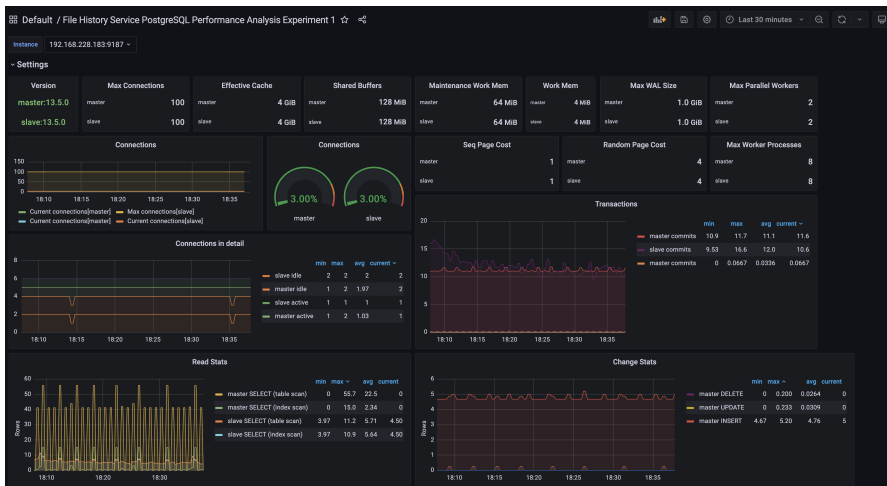 Default / File History Service PostgreSQL Performance Analysis Experiment 1
Last 30 minutes
Instance 192.168.228.183:9187
Settings
Version
master:13.5.0
slave:13.5.0
Max Connections
master 100
slave 100
Effective Cache
master 4 GiB
slave 4 GiB
Shared Buffers
master 128 MiB
slave 128 MiB
Maintenance Work Mem
master 64 MiB
slave 64 MiB
Work Mem
master 4 MiB
slave 4 MiB
Max WAL Size
master 1.0 GiB
slave 1.0 GiB
Max Parallel Workers
master 2
slave 2
Connections
150
100
50
0
18:10 18:15 18:20 18:25 18:30 18:35
Current connections[master] Max connections[slave]
Current connections[master] Current connections[slave]
Connections
3.00% 3.00%
master slave
Seq Page Cost
master 1
slave 1
Random Page Cost
master 4
slave 4
Max Worker Processes
master 8
slave 8
Connections in detail
8
6
4
2
0
18:10 18:15 18:20 18:25 18:30 18:35
min max avg current
slave idle 2 2 2 2
master idle 1 2 1.97 2
slave active 1 1 1 1
master active 1 2 1.03 1
Transactions
20
15
10
5
0
18:10 18:15 18:20 18:25 18:30 18:35
min max avg current
master commits 10.9 11.7 11.1 11.6
slave commits 9.53 16.6 12.0 10.6
master commits 0 0.0667 0.0336 0.0667
Read Stats
Rows
60
50
40
30
20
10
0
18:10 18:20 18:30
min max avg current
master SELECT (table scan) 0 55.7 22.5 0
master SELECT (index scan) 0 15.0 2.34 0
slave SELECT (table scan) 3.97 11.2 5.71 4.50
slave SELECT (index scan) 3.97 10.9 5.64 4.50
Change Stats
Rows
6
5
4
3
2
1
0
18:10 18:15 18:20 18:25 18:30 18:35
min max avg current
master DELETE 0 0.200 0.0264 0
master UPDATE 0 0.233 0.0309 0
master INSERT 4.67 5.20 4.76 5